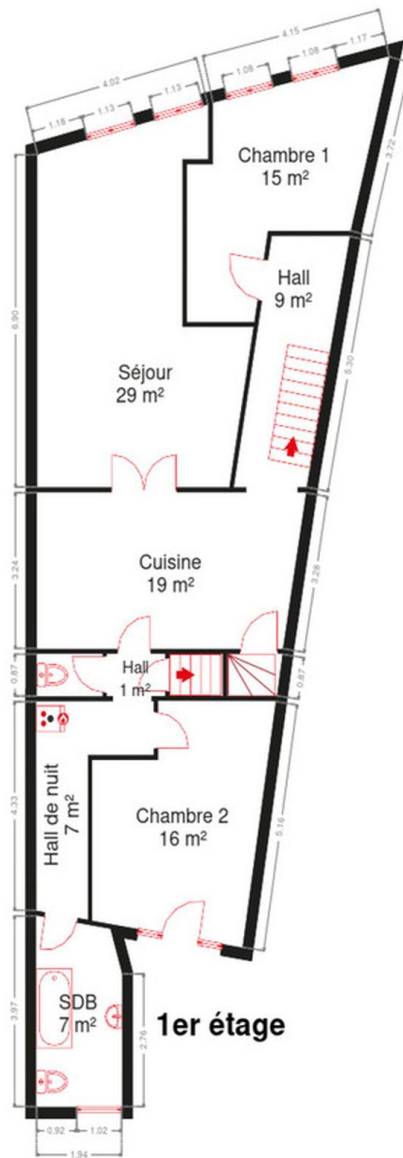 4.02
4.15
1.18
1.13
1.13
1.08
1.08
1.17
Chambre 1
15 m²
3.72
Hall
9 m²
6.90
5.30
Séjour
29 m²
3.24
Cuisine
19 m²
3.28
0.87
Hall
1 m²
0.87
4.33
Hall de nuit
7 m²
Chambre 2
16 m²
5.16
3.97
SDB
7 m²
2.76
1er étage
0.92
1.02
1.94